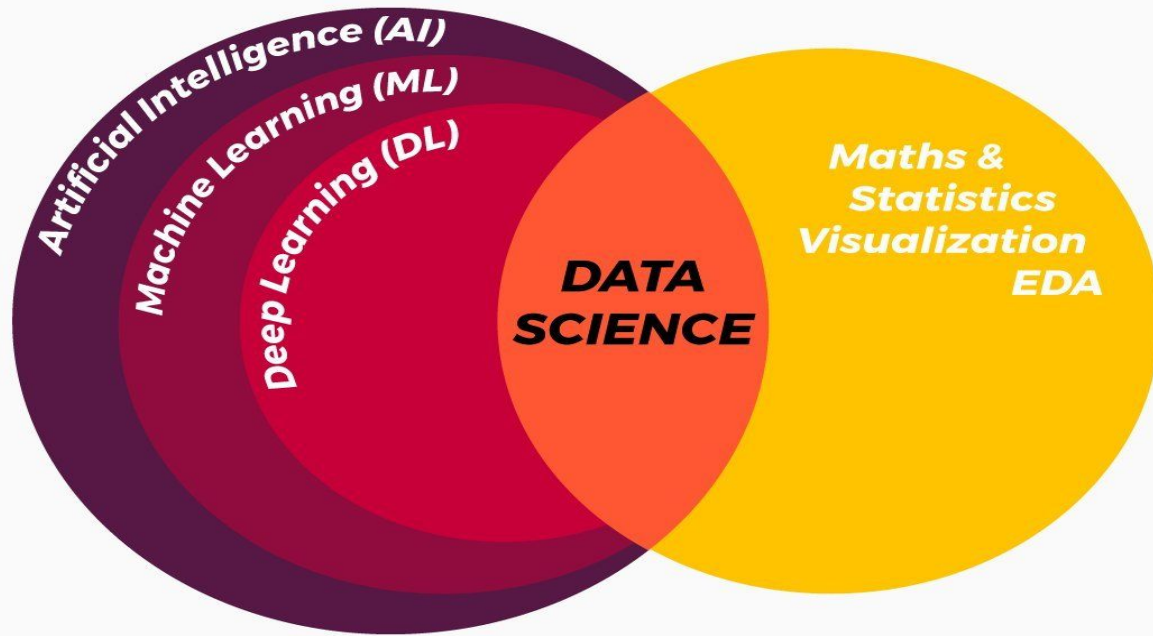 Artificial Intelligence (AI)
Machine Learning (ML)
Deep Learning (DL)
DATA
SCIENCE
Maths &
Statistics
Visualization
EDA